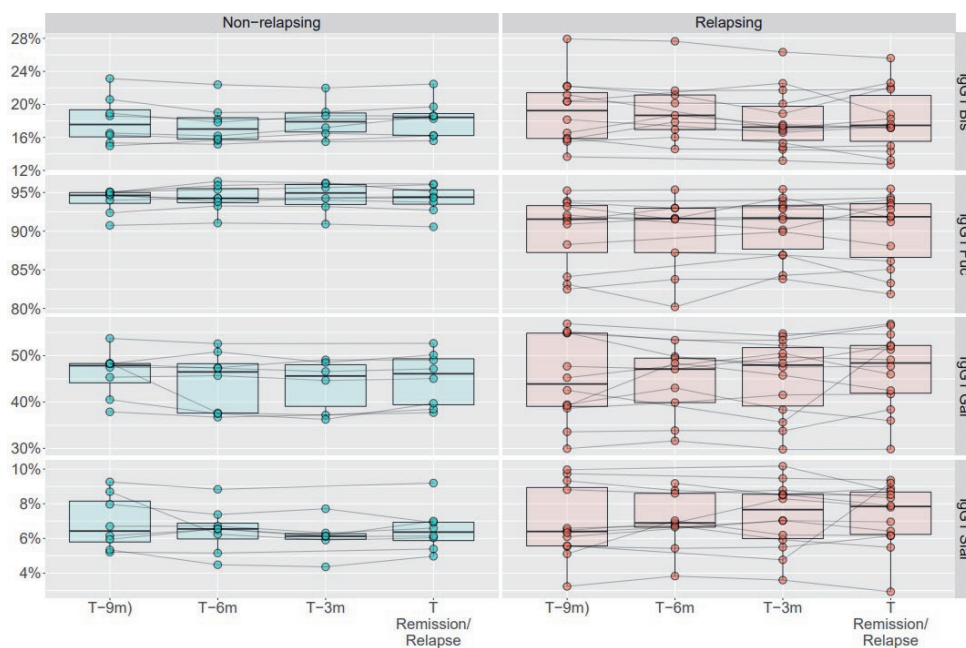 Non−relapsing
Relapsing
28%
24%
20%
16%
12%
IgG1 Bis
95%
90%
85%
80%
IgG1 Fuc
50%
40%
30%
IgG1 Gal
10%
8%
6%
4%
IgG1 Sial
T−9m) T−6m T−3m T T−9m) T−6m T−3m T
Remission/ Remission/
Relapse Relapse